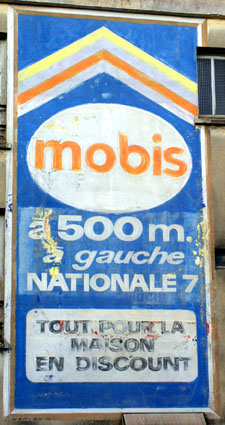 mobis
à 500 m.
à gauche
NATIONALE 7
TOUT POUR LA
MAISON
EN DISCOUNT